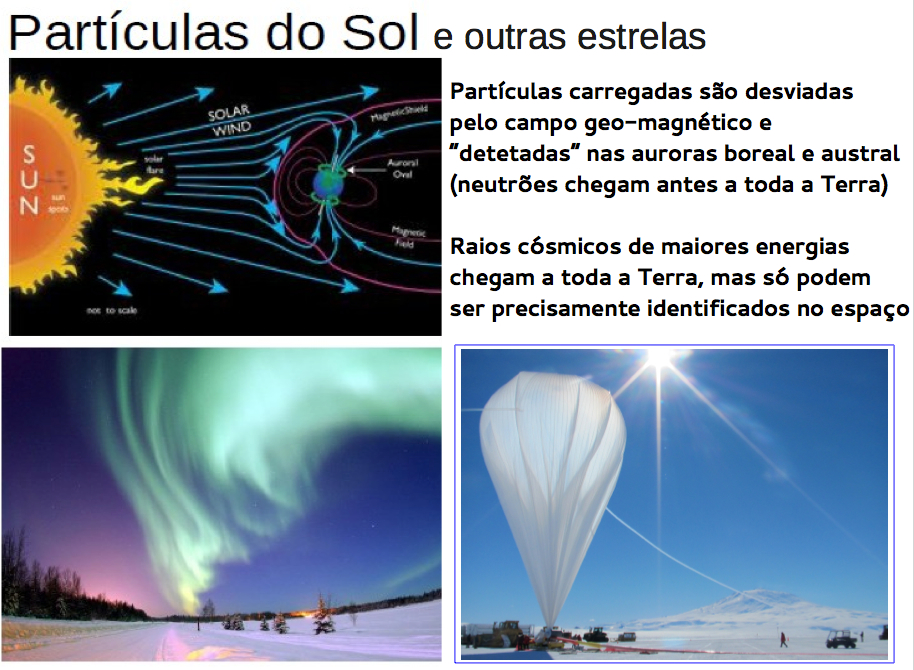 Partículas do Sol e outras estrelas
SUN
sun
spots
solar
flare
SOLAR
WIND
Magnetic Shield
Auroral
Oval
Magnetic
Field
not to scale
Partículas carregadas são desviadas
pelo campo geo-magnético e
"detetadas" nas auroras boreal e austral
(neutrões chegam antes a toda a Terra)
Raios cósmicos de maiores energias
chegam a toda a Terra, mas só podem
ser precisamente identificados no espaço